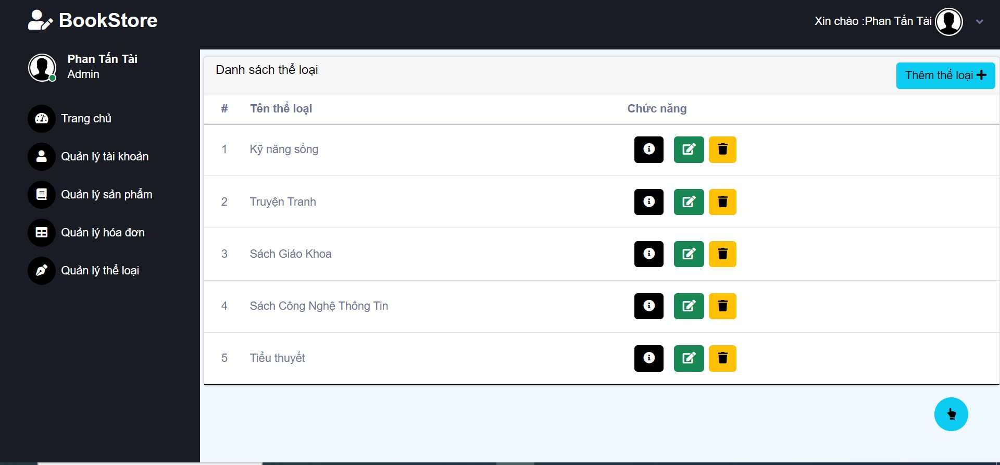 BookStore
Xin chào :Phan Tấn Tài
Phan Tấn Tài
Admin
Trang chủ
Quản lý tài khoản
Quản lý sản phẩm
Quản lý hóa đơn
Quản lý thể loại
Danh sách thể loại
Thêm thể loại
# Tên thể loại Chức năng
1 Kỹ năng sống
2 Truyện Tranh
3 Sách Giáo Khoa
4 Sách Công Nghệ Thông Tin
5 Tiểu thuyết